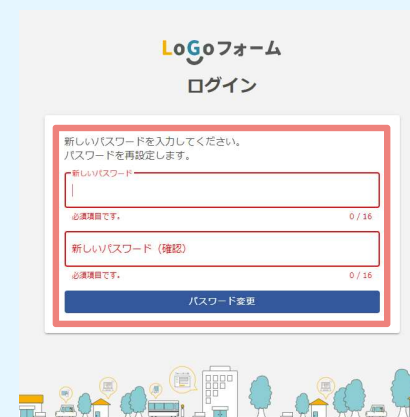 LoGoフォーム
ログイン
新しいパスワードを入力してください。
パスワードを再設定します。
新しいパスワード
必須項目です。 0 / 16
新しいパスワード（確認）
必須項目です。 0 / 16
パスワード変更